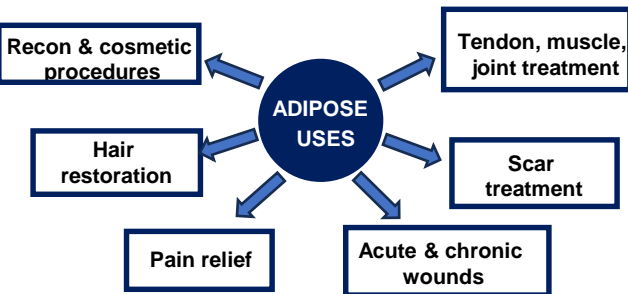 Recon & cosmetic
procedures
Tendon, muscle,
joint treatment
ADIPOSE
USES
Hair
restoration
Scar
treatment
Pain relief
Acute & chronic
wounds